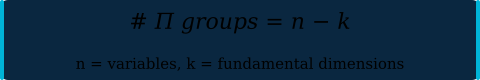 # Π groups = n − k
n = variables, k = fundamental dimensions